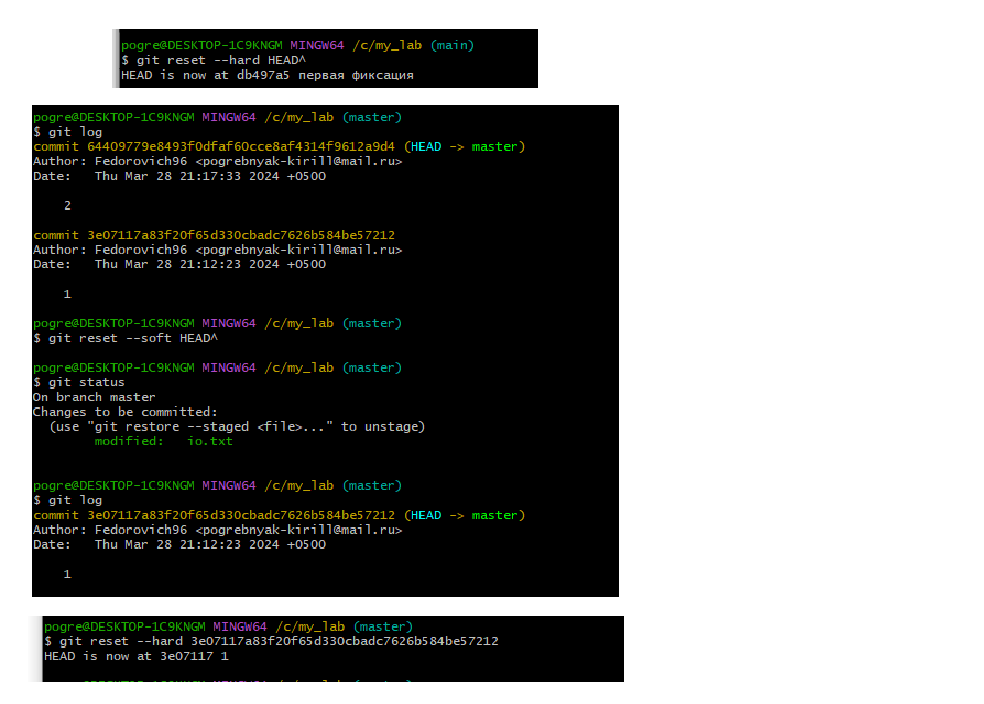 pogre@DESKTOP-1C9KNGM MINGW64 /c/my_lab (main)
$ git reset --hard HEAD^
HEAD is now at db497a5 первая фиксация
pogre@DESKTOP-1C9KNGM MINGW64 /c/my_lab (master)
$ git log
commit 64409779e8493f0dfaf60cce8af4314f9612a9d4 (HEAD -> master)
Author: Fedorovich96 <pogrebnyak-kirill@mail.ru>
Date:   Thu Mar 28 21:17:33 2024 +0500
2
commit 3e07117a83f20f65d330cbadc7626b584be57212
Author: Fedorovich96 <pogrebnyak-kirill@mail.ru>
Date:   Thu Mar 28 21:12:23 2024 +0500
1
pogre@DESKTOP-1C9KNGM MINGW64 /c/my_lab (master)
$ git reset --soft HEAD^
pogre@DESKTOP-1C9KNGM MINGW64 /c/my_lab (master)
$ git status
On branch master
Changes to be committed:
(use "git restore --staged <file>..." to unstage)
modified:   io.txt
pogre@DESKTOP-1C9KNGM MINGW64 /c/my_lab (master)
$ git log
commit 3e07117a83f20f65d330cbadc7626b584be57212 (HEAD -> master)
Author: Fedorovich96 <pogrebnyak-kirill@mail.ru>
Date:   Thu Mar 28 21:12:23 2024 +0500
1
pogre@DESKTOP-1C9KNGM MINGW64 /c/my_lab (master)
$ git reset --hard 3e07117a83f20f65d330cbadc7626b584be57212
HEAD is now at 3e07117 1